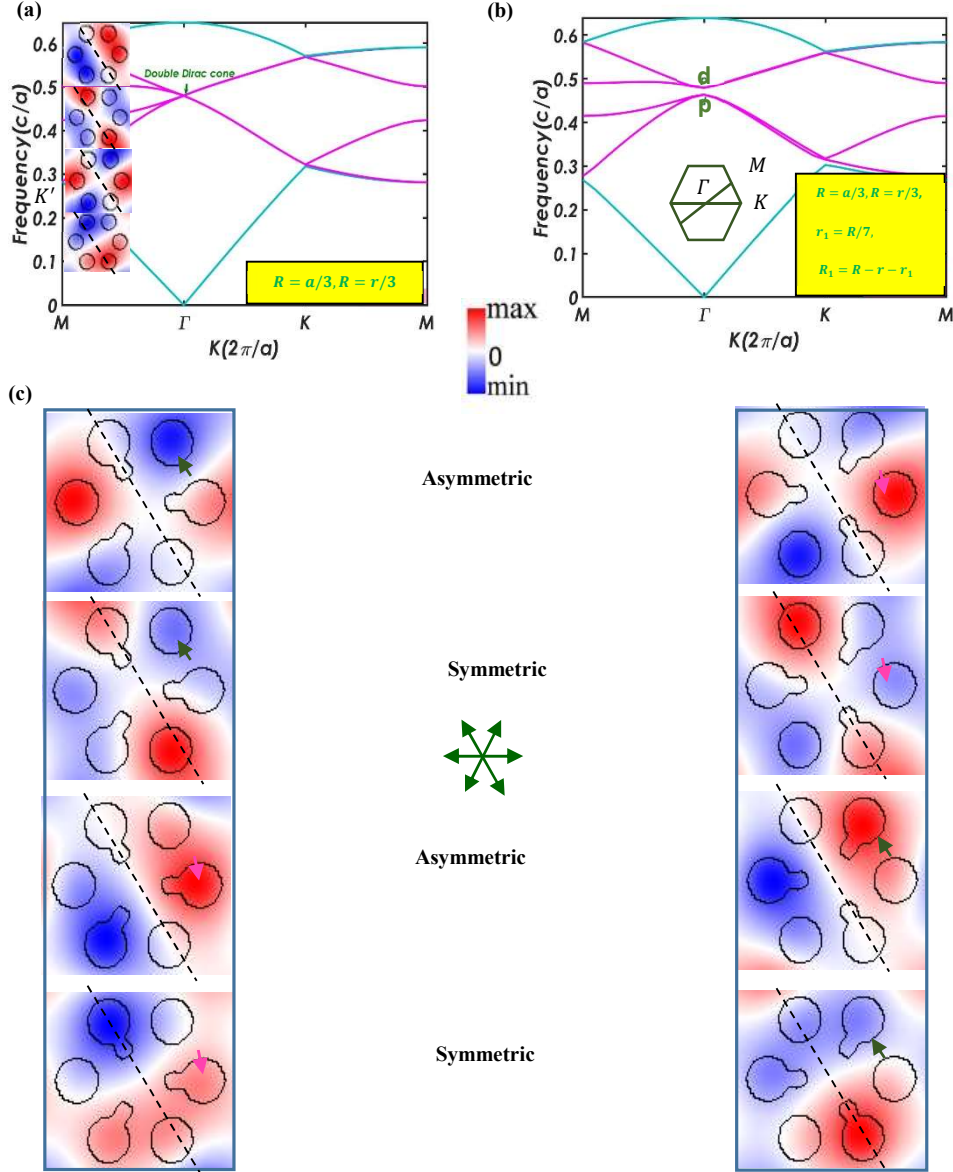 (a)
Frequency(c/a)
0.6
0.5
0.4
0.3
0.2
0.1
0
Double Dirac cone
K′
R = a/3, R = r/3
M Γ K M
K(2π/a)
(b)
Frequency(c/a)
0.6
0.5
0.4
0.3
0.2
0.1
0
d
p
Γ
M
K
R = a/3, R = r/3,
r₁ = R/7,
R₁ = R − r − r₁
M Γ K M
K(2π/a)
max
0
min
(c)
Asymmetric
Symmetric
Asymmetric
Symmetric